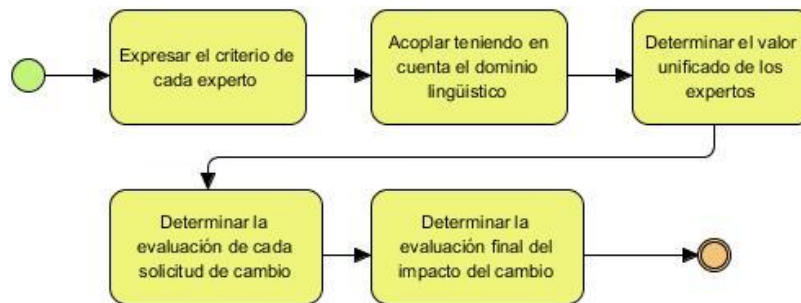 Expresar el criterio de
cada experto
Acoplar teniendo en
cuenta el dominio
lingüistico
Determinar el valor
unificado de los
expertos
Determinar la
evaluación de cada
solicitud de cambio
Determinar la
evaluación final del
impacto del cambio